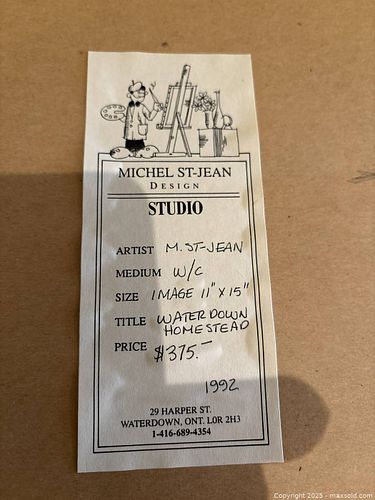 MICHEL ST-JEAN
DESIGN
STUDIO
ARTIST M. ST-JEAN
MEDIUM W/C
SIZE IMAGE 11" X 15"
TITLE WATERDOWN
HOMESTEAD
PRICE $375.–
1992
29 HARPER ST.
WATERDOWN, ONT. L0R 2H3
1-416-689-4354
Copyright 2025 - maxsold.com